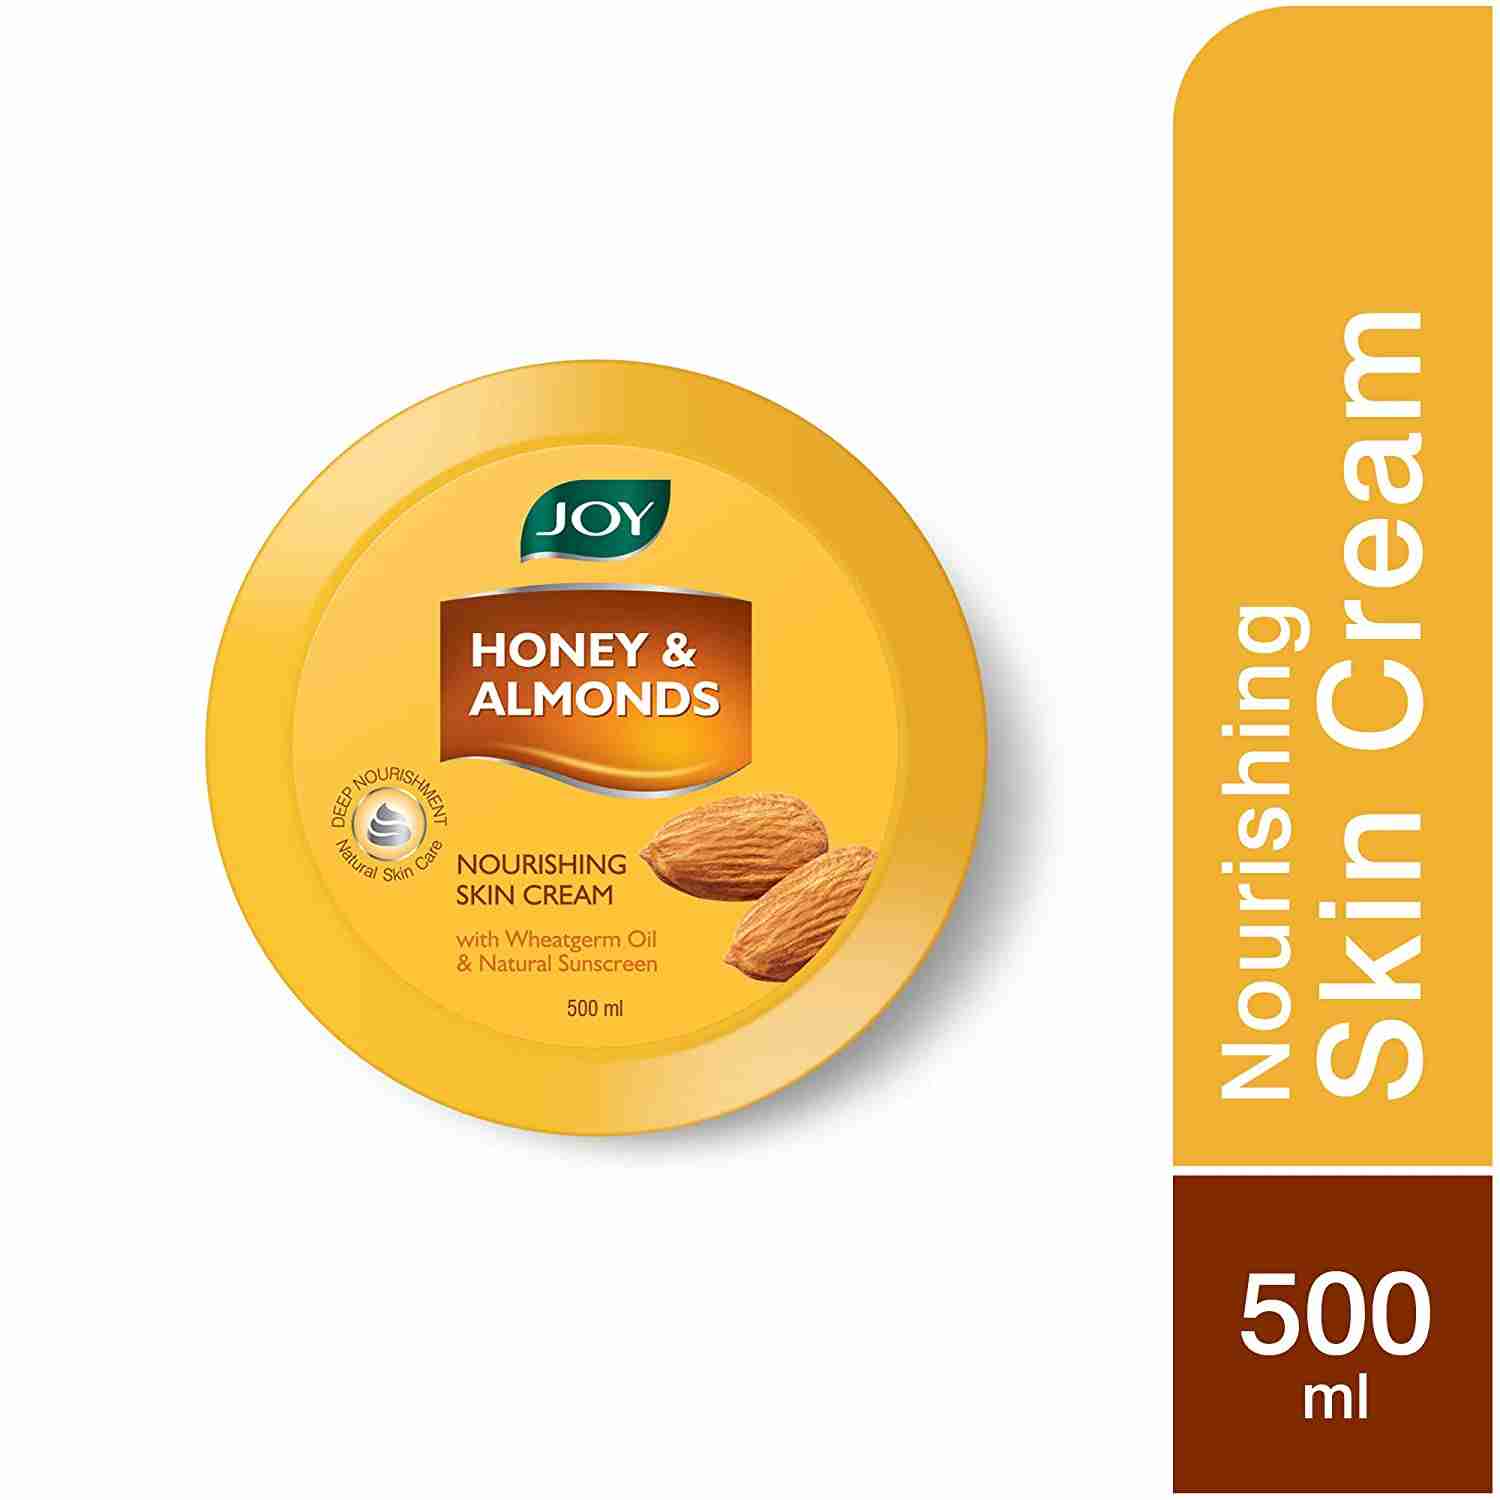 JOY
HONEY &
ALMONDS
DEEP NOURISHMENT
Natural Skin Care
NOURISHING
SKIN CREAM
with Wheatgerm Oil
& Natural Sunscreen
500 ml
Nourishing
Skin Cream
500
ml